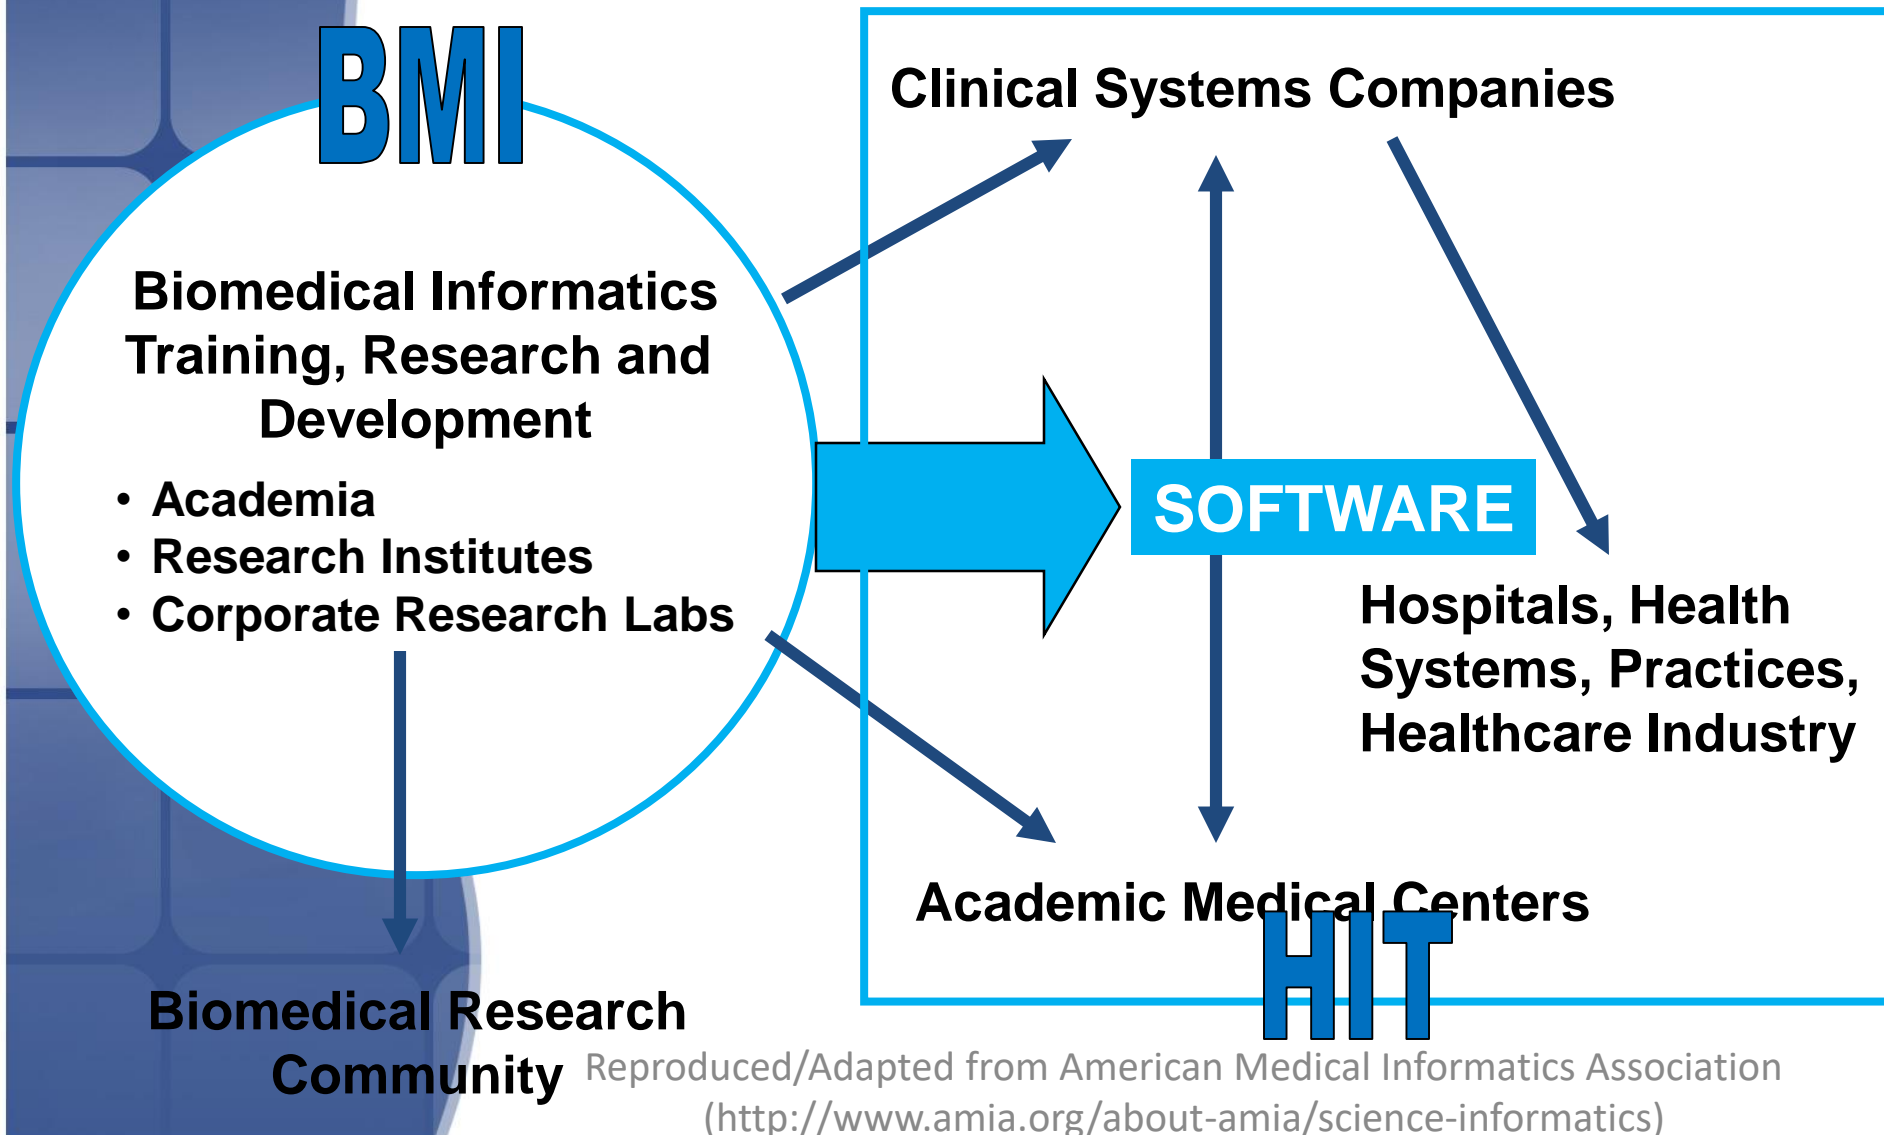 BMI
Biomedical Informatics
Training, Research and
Development
• Academia
• Research Institutes
• Corporate Research Labs
Biomedical Research
Community
Clinical Systems Companies
SOFTWARE
Hospitals, Health
Systems, Practices,
Healthcare Industry
Academic Medical Centers
HIT
Reproduced/Adapted from American Medical Informatics Association
(http://www.amia.org/about-amia/science-informatics)